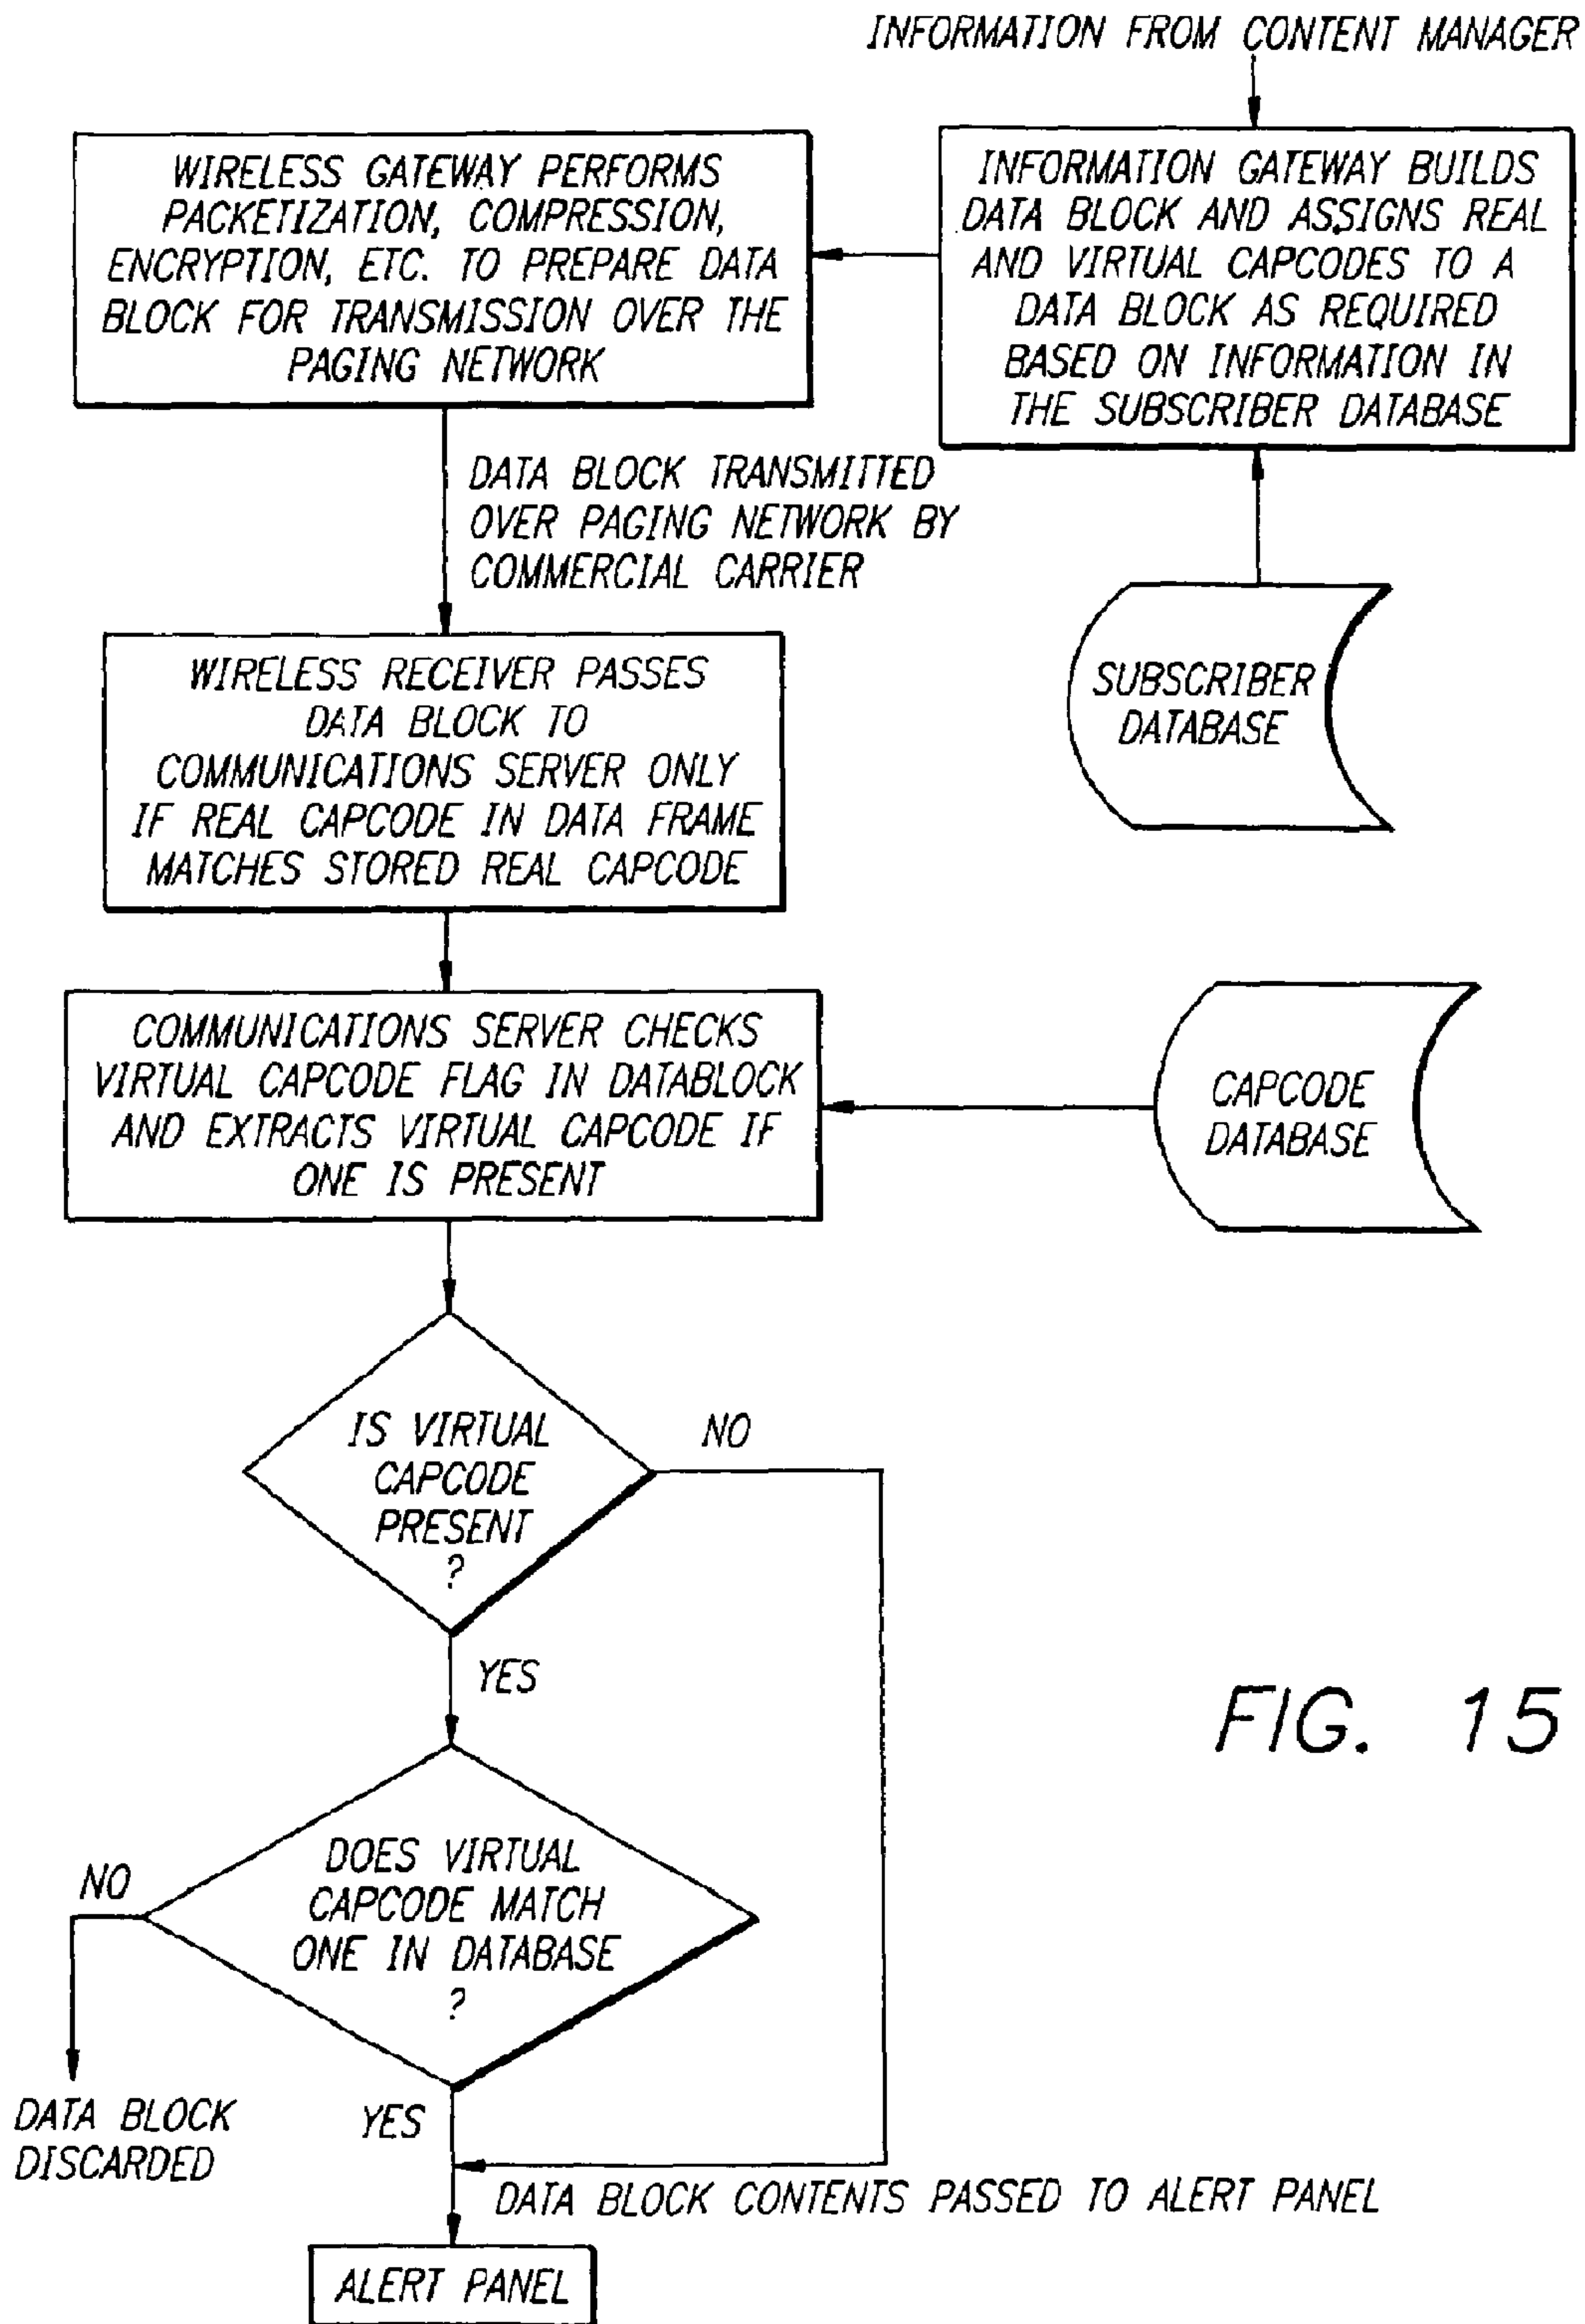 INFORMATION FROM CONTENT MANAGER
INFORMATION GATEWAY BUILDS
DATA BLOCK AND ASSIGNS REAL
AND VIRTUAL CAPCODES TO A
DATA BLOCK AS REQUIRED
BASED ON INFORMATION IN
THE SUBSCRIBER DATABASE
WIRELESS GATEWAY PERFORMS
PACKETIZATION, COMPRESSION,
ENCRYPTION, ETC. TO PREPARE DATA
BLOCK FOR TRANSMISSION OVER THE
PAGING NETWORK
DATA BLOCK TRANSMITTED
OVER PAGING NETWORK BY
COMMERCIAL CARRIER
SUBSCRIBER
DATABASE
WIRELESS RECEIVER PASSES
DATA BLOCK TO
COMMUNICATIONS SERVER ONLY
IF REAL CAPCODE IN DATA FRAME
MATCHES STORED REAL CAPCODE
COMMUNICATIONS SERVER CHECKS
VIRTUAL CAPCODE FLAG IN DATABLOCK
AND EXTRACTS VIRTUAL CAPCODE IF
ONE IS PRESENT
CAPCODE
DATABASE
IS VIRTUAL
CAPCODE
PRESENT
?
NO
YES
DOES VIRTUAL
CAPCODE MATCH
ONE IN DATABASE
?
NO
DATA BLOCK
DISCARDED
YES
DATA BLOCK CONTENTS PASSED TO ALERT PANEL
ALERT PANEL
FIG. 15